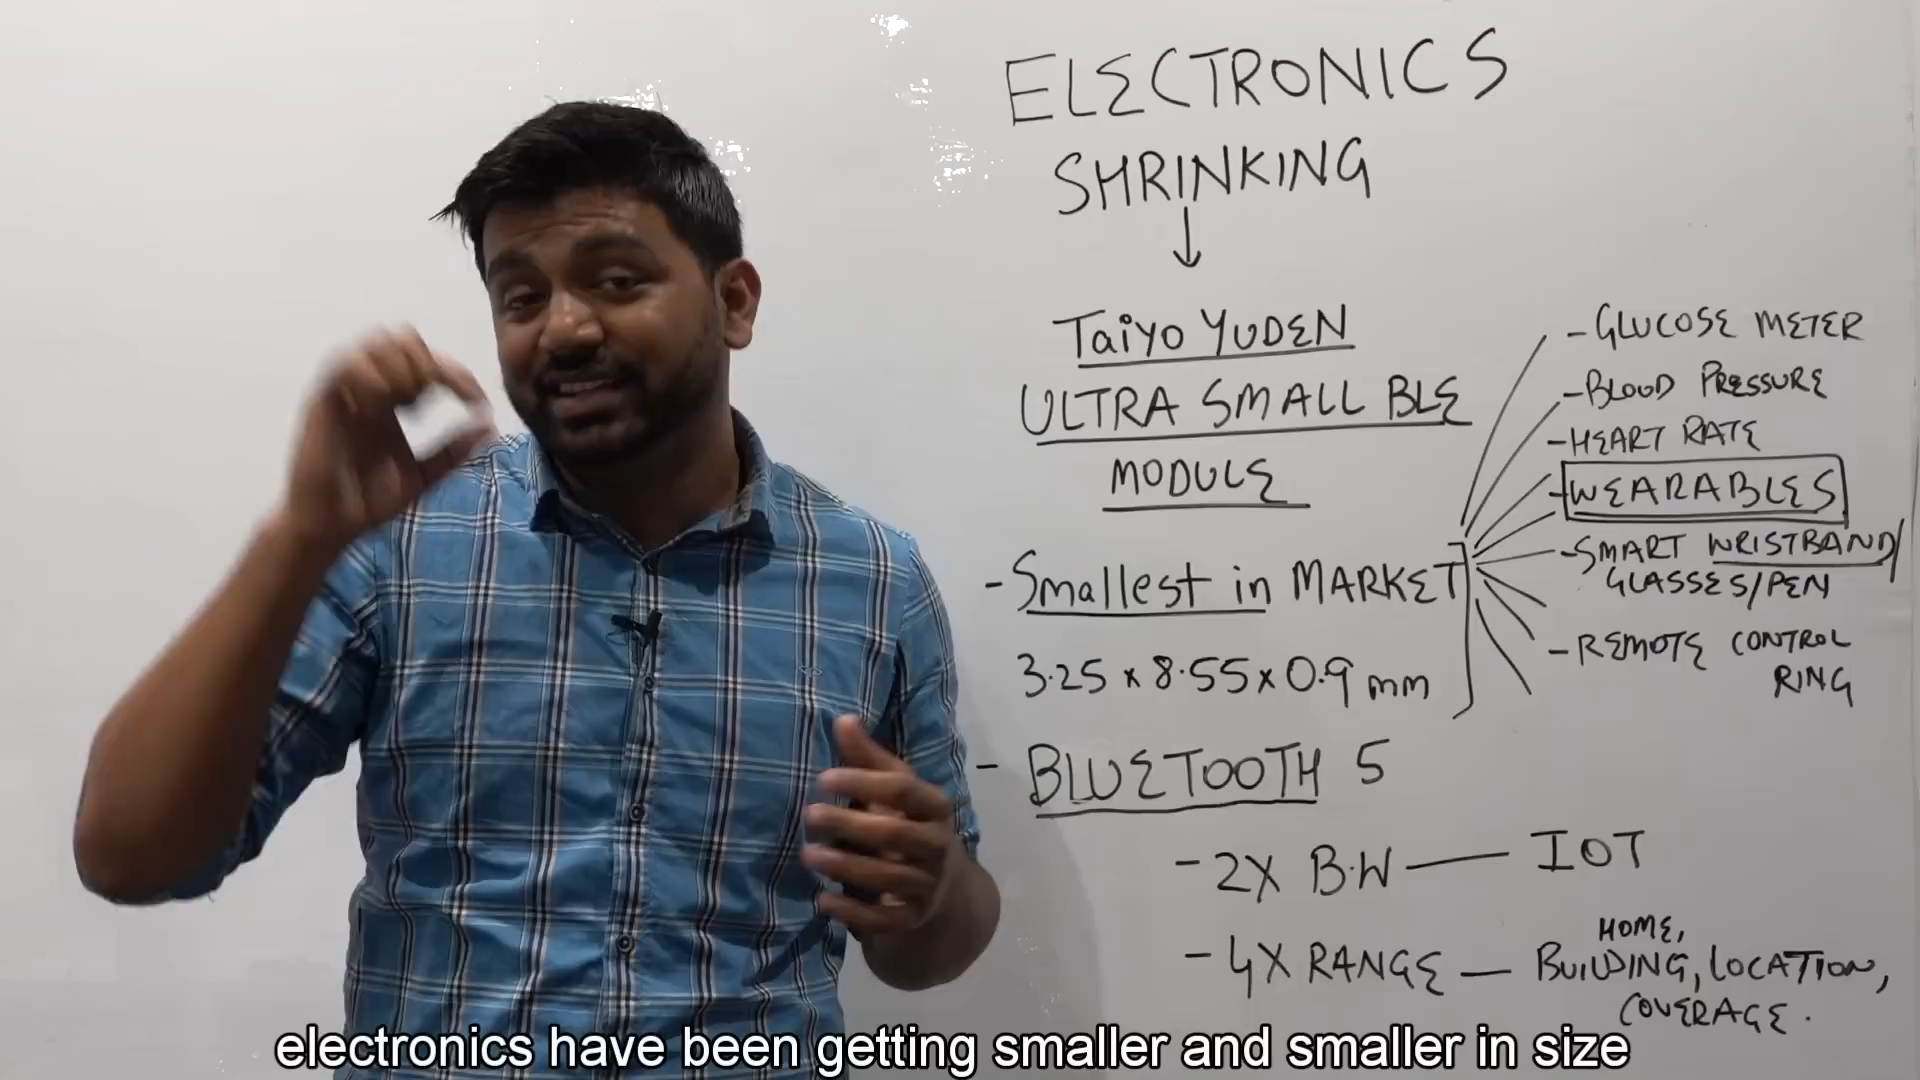 ELECTRONICS
SHRINKING
Taiyo YUDEN
ULTRA SMALL BLE
MODULE
- Smallest in MARKET
3.25 x 8.55 x 0.9 mm
- BLUETOOTH 5
- 2X B.W — IOT
- 4X RANGE — HOME,
BUILDING, LOCATION,
COVERAGE.
- GLUCOSE METER
- BLOOD PRESSURE
- HEART RATE
- WEARABLES
- SMART WRISTBAND/
GLASSES/PEN
- REMOTE CONTROL
RING
electronics have been getting smaller and smaller in size